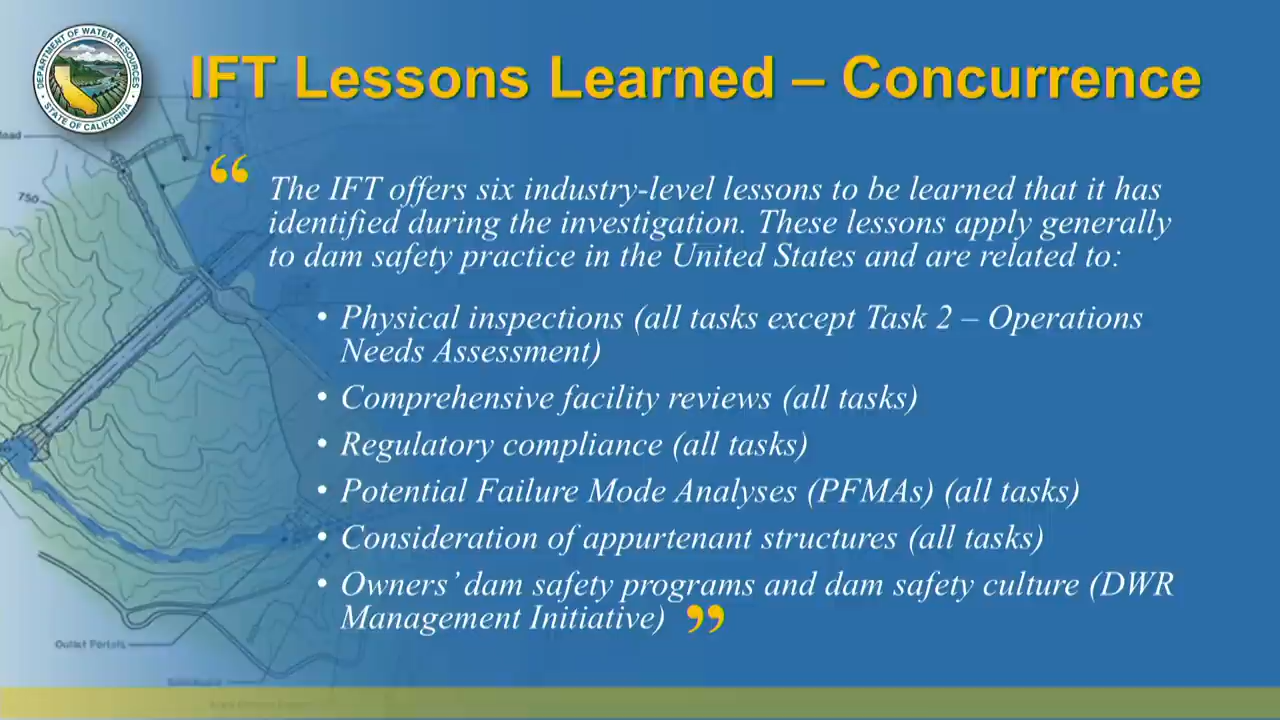 DEPARTMENT OF WATER RESOURCES
STATE OF CALIFORNIA
IFT Lessons Learned – Concurrence
“ The IFT offers six industry-level lessons to be learned that it has
identified during the investigation. These lessons apply generally
to dam safety practice in the United States and are related to:
• Physical inspections (all tasks except Task 2 – Operations
Needs Assessment)
• Comprehensive facility reviews (all tasks)
• Regulatory compliance (all tasks)
• Potential Failure Mode Analyses (PFMAs) (all tasks)
• Consideration of appurtenant structures (all tasks)
• Owners’ dam safety programs and dam safety culture (DWR
Management Initiative) ”
750
Outlet Portals